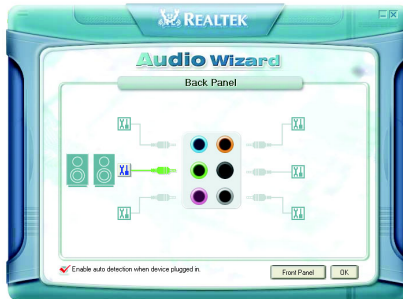 REALTEK
Audio Wizard
Back Panel
Enable auto detection when device plugged in.
Front Panel
OK